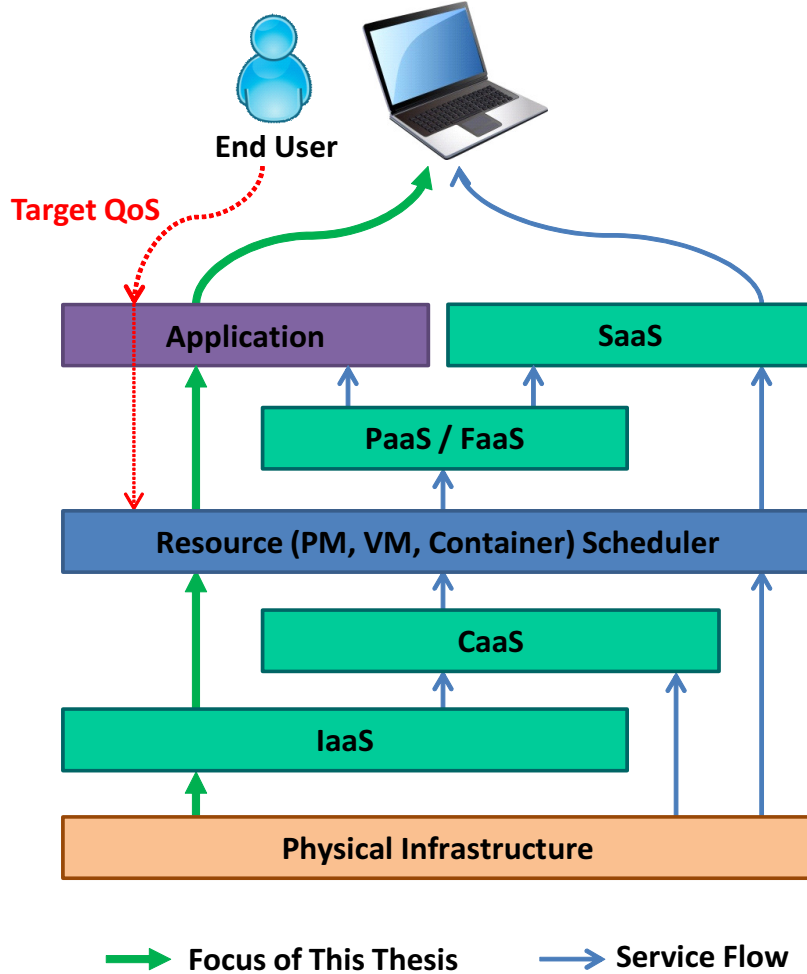 End User
Target QoS
Application
SaaS
PaaS / FaaS
Resource (PM, VM, Container) Scheduler
CaaS
IaaS
Physical Infrastructure
Focus of This Thesis
Service Flow